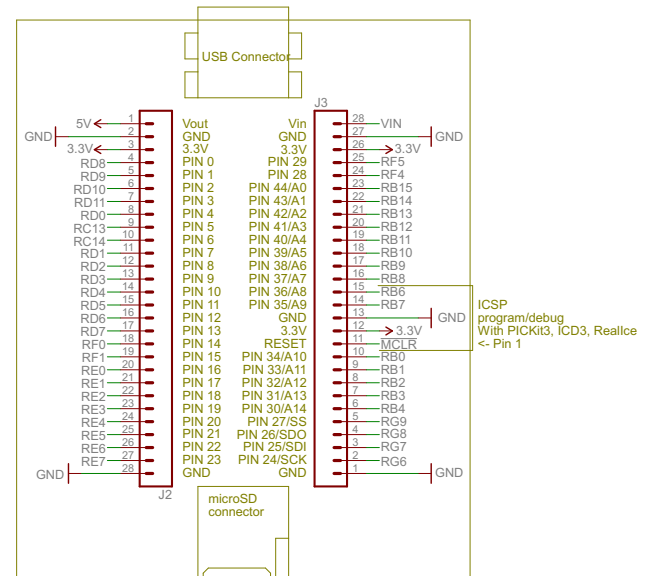 USB Connector
J3
5V 1 Vout Vin 28 VIN
GND 2 GND GND 27 GND
3.3V 3 3.3V 3.3V 26 3.3V
RD8 4 PIN 0 PIN 29 25 RF5
RD9 5 PIN 1 PIN 28 24 RF4
RD10 6 PIN 2 PIN 44/A0 23 RB15
RD11 7 PIN 3 PIN 43/A1 22 RB14
RD0 8 PIN 4 PIN 42/A2 21 RB13
RC13 9 PIN 5 PIN 41/A3 20 RB12
RC14 10 PIN 6 PIN 40/A4 19 RB11
RD1 11 PIN 7 PIN 39/A5 18 RB10
RD2 12 PIN 8 PIN 38/A6 17 RB9
RD3 13 PIN 9 PIN 37/A7 16 RB8
RD4 14 PIN 10 PIN 36/A8 15 RB6
RD5 15 PIN 11 PIN 35/A9 14 RB7
RD6 16 PIN 12 GND 13 GND
RD7 17 PIN 13 3.3V 12 3.3V
RF0 18 PIN 14 RESET 11 MCLR
RF1 19 PIN 15 PIN 34/A10 10 RB0
RE0 20 PIN 16 PIN 33/A11 9 RB1
RE1 21 PIN 17 PIN 32/A12 8 RB2
RE2 22 PIN 18 PIN 31/A13 7 RB3
RE3 23 PIN 19 PIN 30/A14 6 RB4
RE4 24 PIN 20 PIN 27/SS 5 RG9
RE5 25 PIN 21 PIN 26/SDO 4 RG8
RE6 26 PIN 22 PIN 25/SDI 3 RG7
RE7 27 PIN 23 PIN 24/SCK 2 RG6
GND 28 GND GND 1 GND
J2
ICSP
program/debug
With PICKit3, ICD3, RealIce
<- Pin 1
microSD
connector